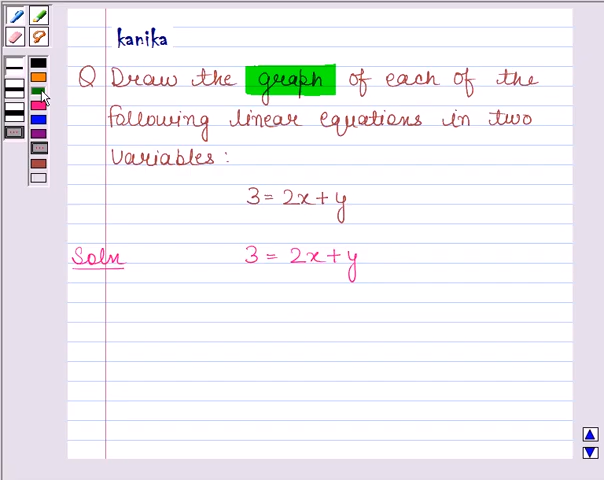 kanika
Q Draw the graph of each of the
following linear equations in two
variables :
3 = 2x + y
Soln 3 = 2x + y